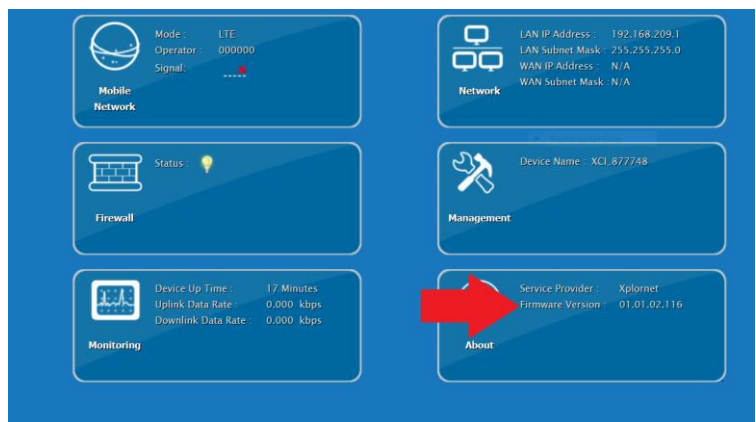 Mode : LTE
Operator : 000000
Signal:
Mobile
Network
LAN IP Address : 192.168.209.1
LAN Subnet Mask : 255.255.255.0
WAN IP Address : N/A
WAN Subnet Mask : N/A
Network
Status :
Firewall
Device Name : XCI_877748
Management
Device Up Time : 17 Minutes
Uplink Data Rate : 0.000 kbps
Downlink Data Rate : 0.000 kbps
Monitoring
Service Provider : Xplornet
Firmware Version : 01.01.02.116
About